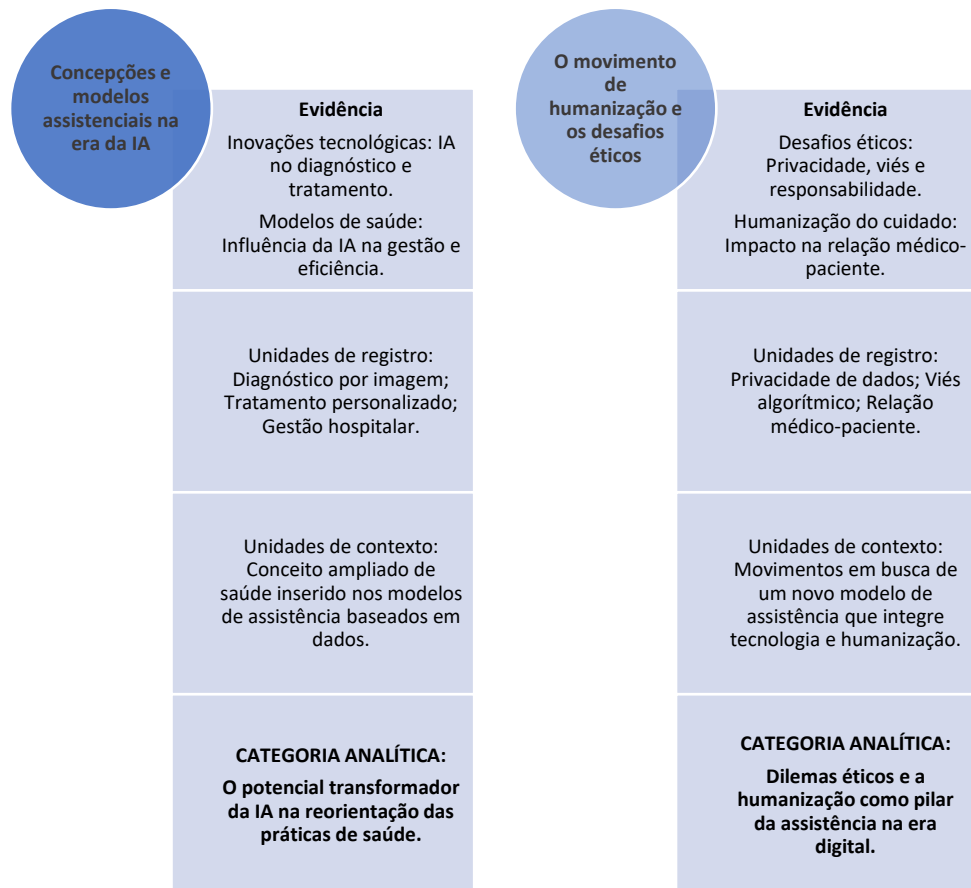 Concepções e
modelos
assistenciais na
era da IA
Evidência
Inovações tecnológicas: IA
no diagnóstico e
tratamento.
Modelos de saúde:
Influência da IA na gestão e
eficiência.
Unidades de registro:
Diagnóstico por imagem;
Tratamento personalizado;
Gestão hospitalar.
Unidades de contexto:
Conceito ampliado de
saúde inserido nos modelos
de assistência baseados em
dados.
CATEGORIA ANALÍTICA:
O potencial transformador
da IA na reorientação das
práticas de saúde.
O movimento
de
humanização e
os desafios
éticos
Evidência
Desafios éticos:
Privacidade, viés e
responsabilidade.
Humanização do cuidado:
Impacto na relação médico-
paciente.
Unidades de registro:
Privacidade de dados; Viés
algorítmico; Relação
médico-paciente.
Unidades de contexto:
Movimentos em busca de
um novo modelo de
assistência que integre
tecnologia e humanização.
CATEGORIA ANALÍTICA:
Dilemas éticos e a
humanização como pilar
da assistência na era
digital.